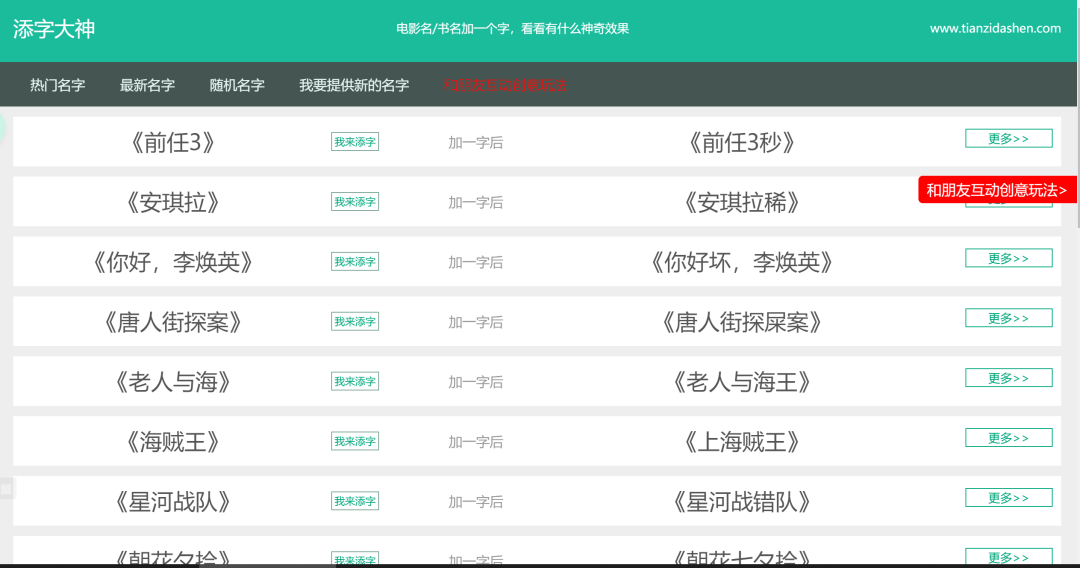 添字大神 电影名/书名加一个字，看看有什么神奇效果 www.tianzidashen.com
热门名字 最新名字 随机名字 我要提供新的名字 和朋友互动创意玩法
《前任3》 我来添字 加一字后 《前任3秒》 更多>>
和朋友互动创意玩法>
《安琪拉》 我来添字 加一字后 《安琪拉稀》
《你好，李焕英》 我来添字 加一字后 《你好坏，李焕英》 更多>>
《唐人街探案》 我来添字 加一字后 《唐人街探屎案》 更多>>
《老人与海》 我来添字 加一字后 《老人与海王》 更多>>
《海贼王》 我来添字 加一字后 《上海贼王》 更多>>
《星河战队》 我来添字 加一字后 《星河战错队》 更多>>
《朝花夕拾》 我来添字 加一字后 《朝花七夕拾》 更多>>